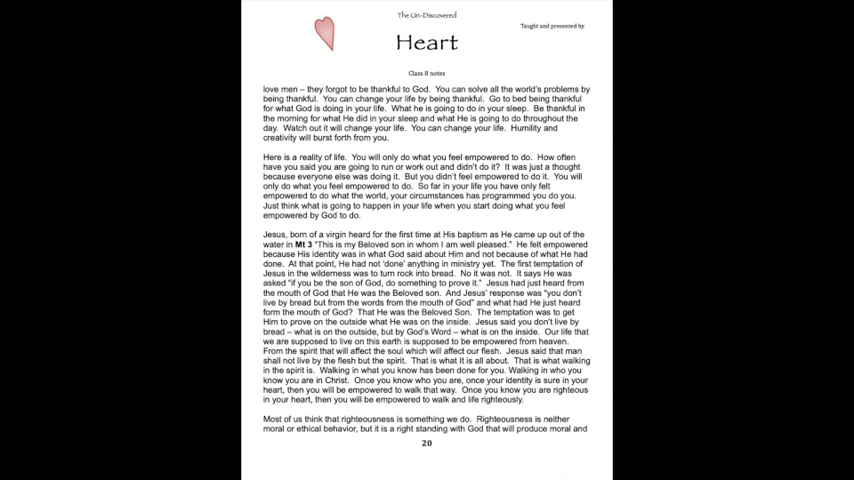 The Un-Discovered
Taught and presented by
Heart
Class 8 notes
love men – they forgot to be thankful to God. You can solve all the world's problems by
being thankful. You can change your life by being thankful. Go to bed being thankful
for what God is doing in your life. What he is going to do in your sleep. Be thankful in
the morning for what He did in your sleep and what He is going to do throughout the
day. Watch out it will change your life. You can change your life. Humility and
creativity will burst forth from you.
Here is a reality of life. You will only do what you feel empowered to do. How often
have you said you are going to run or work out and didn't do it? It was just a thought
because everyone else was doing it. But you didn't feel empowered to do it. You will
only do what you feel empowered to do. So far in your life you have only felt
empowered to do what the world, your circumstances has programmed you do you.
Just think what is going to happen in your life when you start doing what you feel
empowered by God to do.
Jesus, born of a virgin heard for the first time at His baptism as He came up out of the
water in Mt 3 "This is my Beloved son in whom I am well pleased." He felt empowered
because His identity was in what God said about Him and not because of what He had
done. At that point, He had not 'done' anything in ministry yet. The first temptation of
Jesus in the wilderness was to turn rock into bread. No it was not. It says He was
asked "if you be the son of God, do something to prove it." Jesus had just heard from
the mouth of God that He was the Beloved son. And Jesus' response was "you don't
live by bread but from the words from the mouth of God" and what had He just heard
form the mouth of God? That He was the Beloved Son. The temptation was to get
Him to prove on the outside what He was on the inside. Jesus said you don't live by
bread – what is on the outside, but by God's Word – what is on the inside. Our life that
we are supposed to live on this earth is supposed to be empowered from heaven.
From the spirit that will affect the soul which will affect our flesh. Jesus said that man
shall not live by the flesh but the spirit. That is what It is all about. That is what walking
in the spirit is. Walking in what you know has been done for you. Walking in who you
know you are in Christ. Once you know who you are, once your identity is sure in your
heart, then you will be empowered to walk that way. Once you know you are righteous
in your heart, then you will be empowered to walk and life righteously.
Most of us think that righteousness is something we do. Righteousness is neither
moral or ethical behavior, but it is a right standing with God that will produce moral and
20